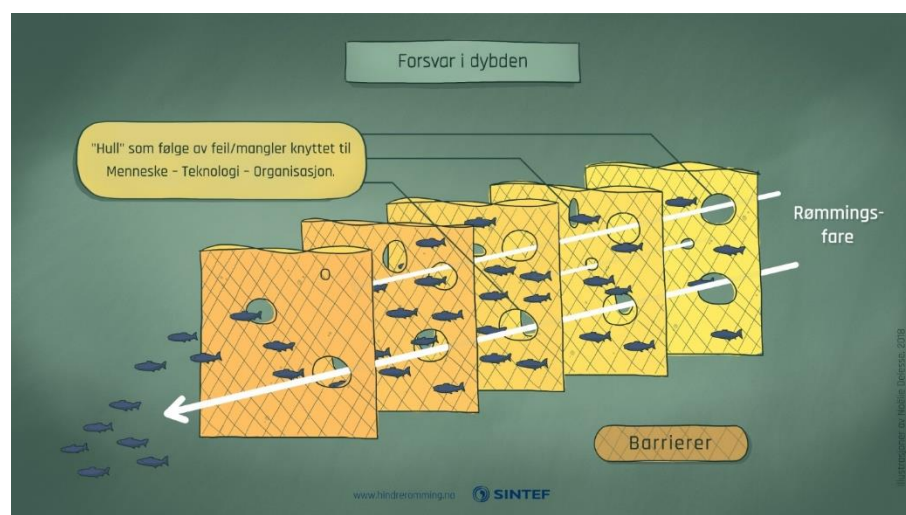 Forsvar i dybden
"Hull" som følge av feil/mangler knyttet til
Menneske - Teknologi - Organisasjon.
Rømmings-
fare
Barrierer
www.hindreromming.no
SINTEF